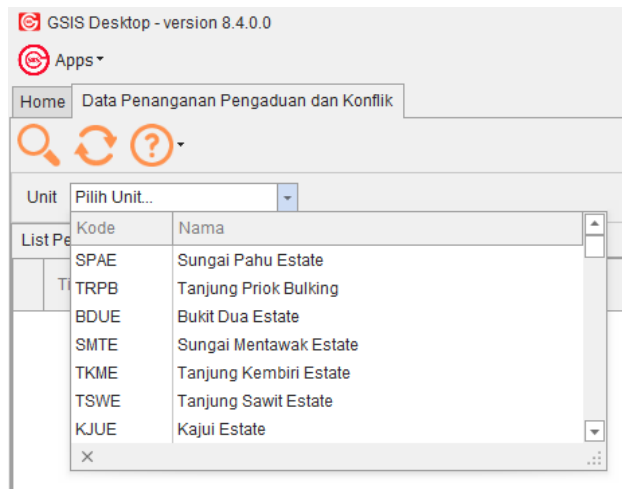 GSIS Desktop - version 8.4.0.0
Apps
Home Data Penanganan Pengaduan dan Konflik
Unit Pilih Unit...
List Pe
Kode Nama
SPAE Sungai Pahu Estate
TRPB Tanjung Priok Bulking
BDUE Bukit Dua Estate
SMTE Sungai Mentawak Estate
TKME Tanjung Kembiri Estate
TSWE Tanjung Sawit Estate
KJUE Kajui Estate